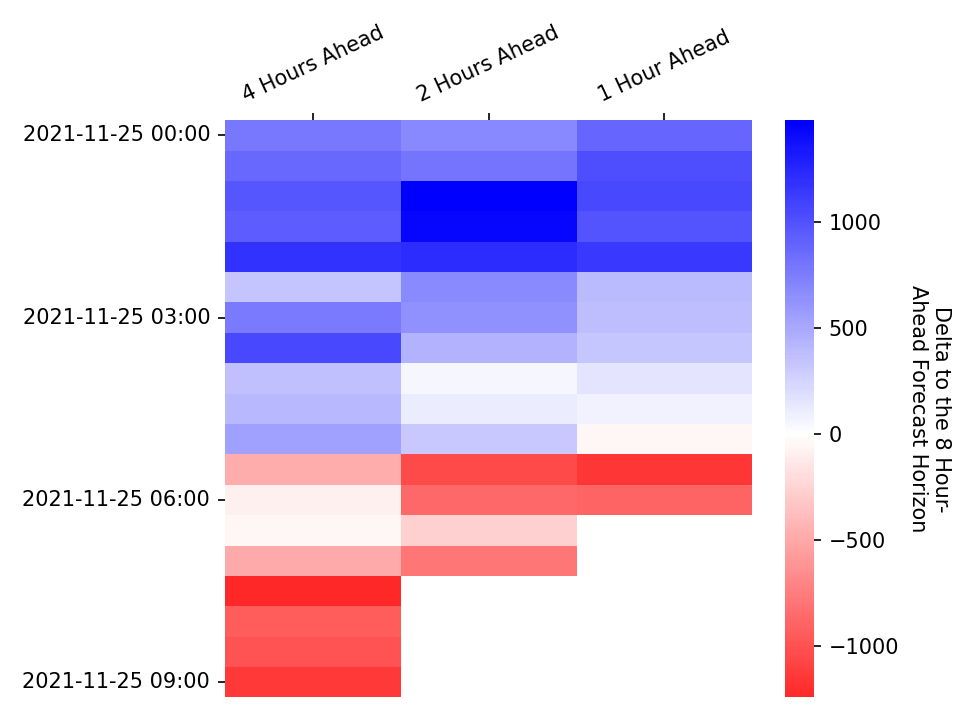 4 Hours Ahead
2 Hours Ahead
1 Hour Ahead
2021-11-25 00:00
2021-11-25 03:00
2021-11-25 06:00
2021-11-25 09:00
1000
500
0
−500
−1000
Delta to the 8 Hour-
Ahead Forecast Horizon